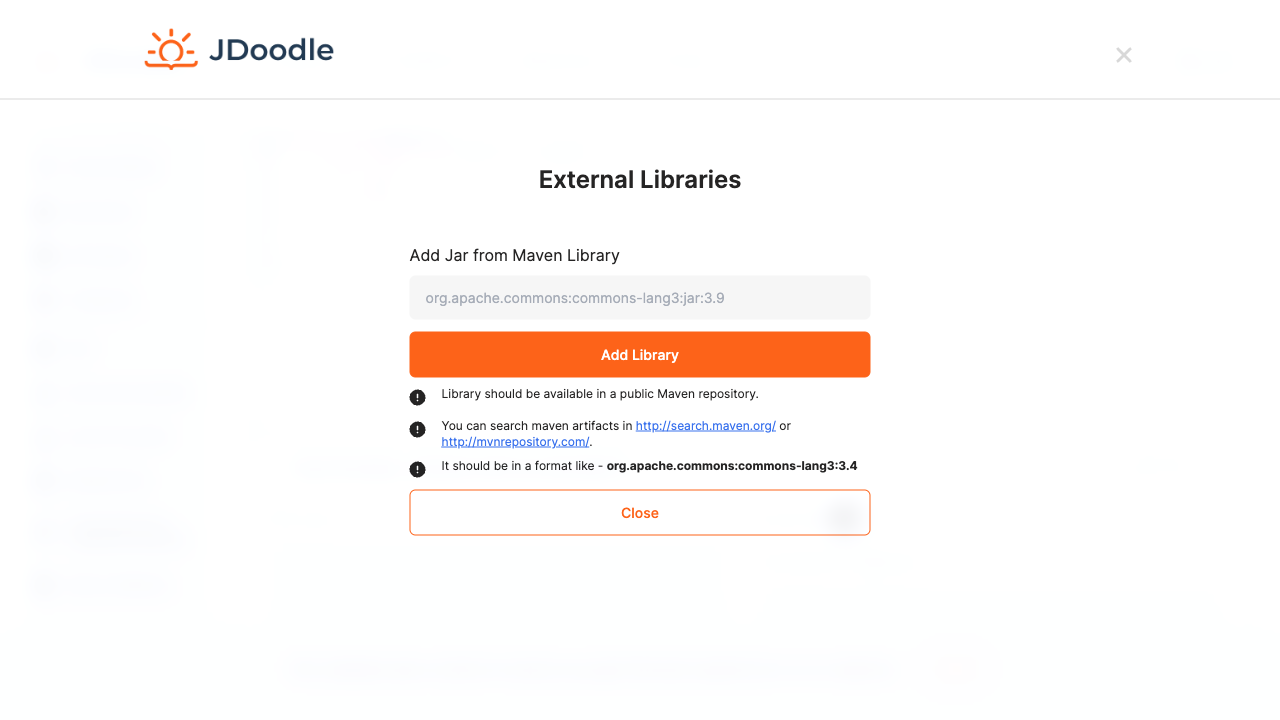 JDoodle
External Libraries
Add Jar from Maven Library
org.apache.commons:commons-lang3:jar:3.9
Add Library
Library should be available in a public Maven repository.
You can search maven artifacts in http://search.maven.org/ or
http://mvnrepository.com/.
It should be in a format like - org.apache.commons:commons-lang3:3.4
Close